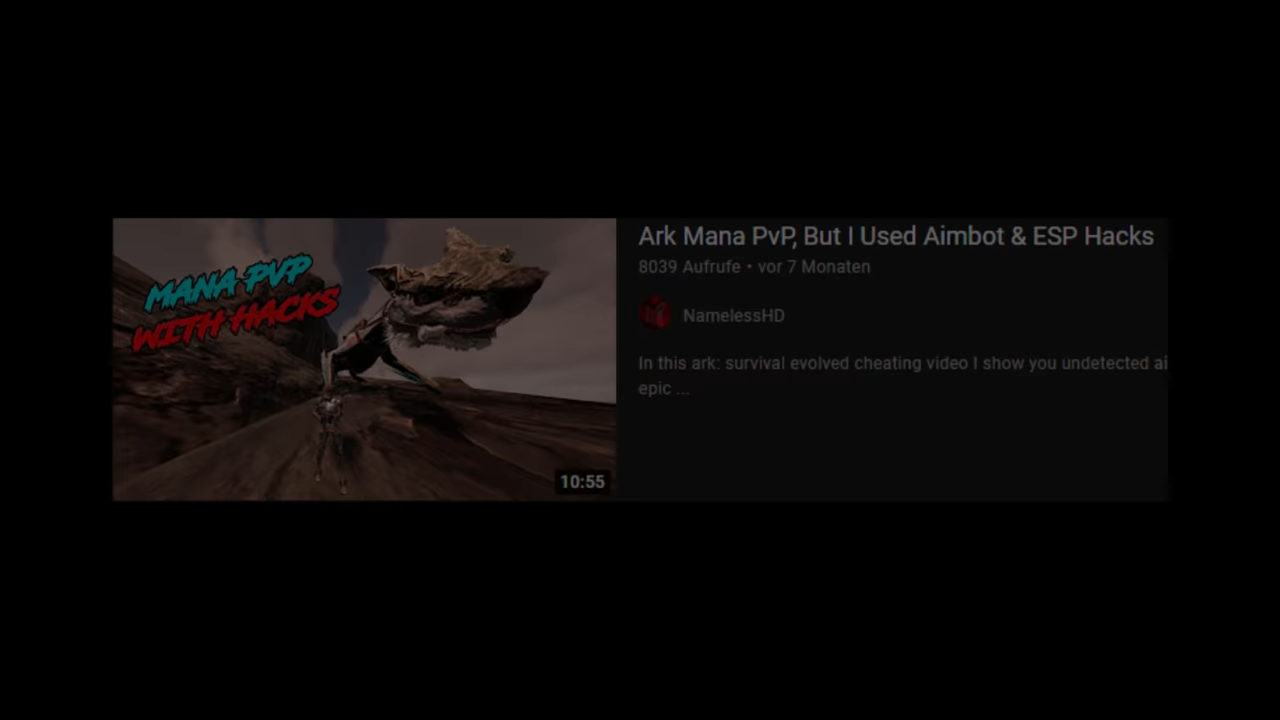 MANA PVP
WITH HACKS
10:55
Ark Mana PvP, But I Used Aimbot & ESP Hacks
8039 Aufrufe • vor 7 Monaten
NamelessHD
In this ark: survival evolved cheating video I show you undetected ai
epic ...